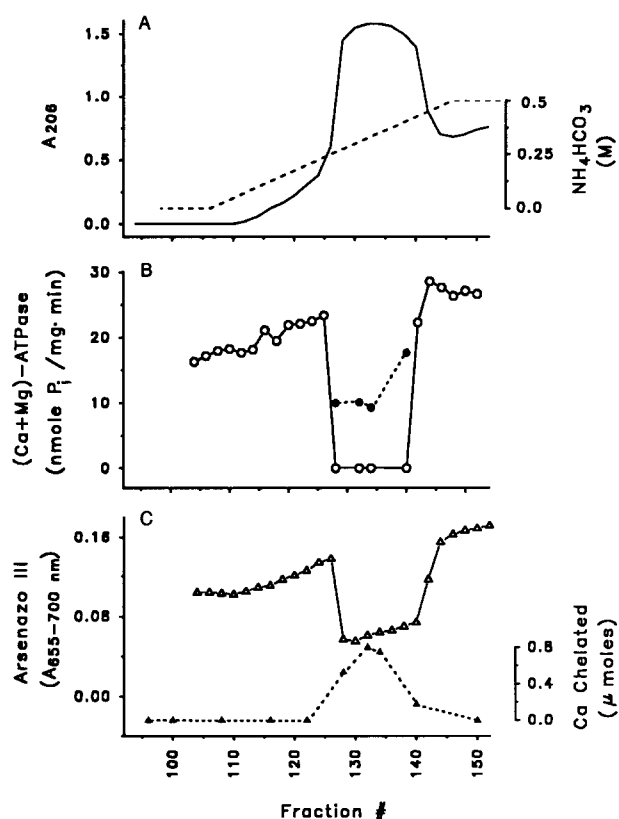 A
1.5
1.0
0.5
0.0
A206
0.5
0.25
0.0
NH4HCO3
(M)
B
30
20
10
0
(Ca+Mg)-ATPase
(nmole Pi /mg·min)
C
0.16
0.08
0.00
Arsenazo III
(A655-700 nm)
0.8
0.4
0.0
Ca Chelated
(μ moles)
100 110 120 130 140 150
Fraction #